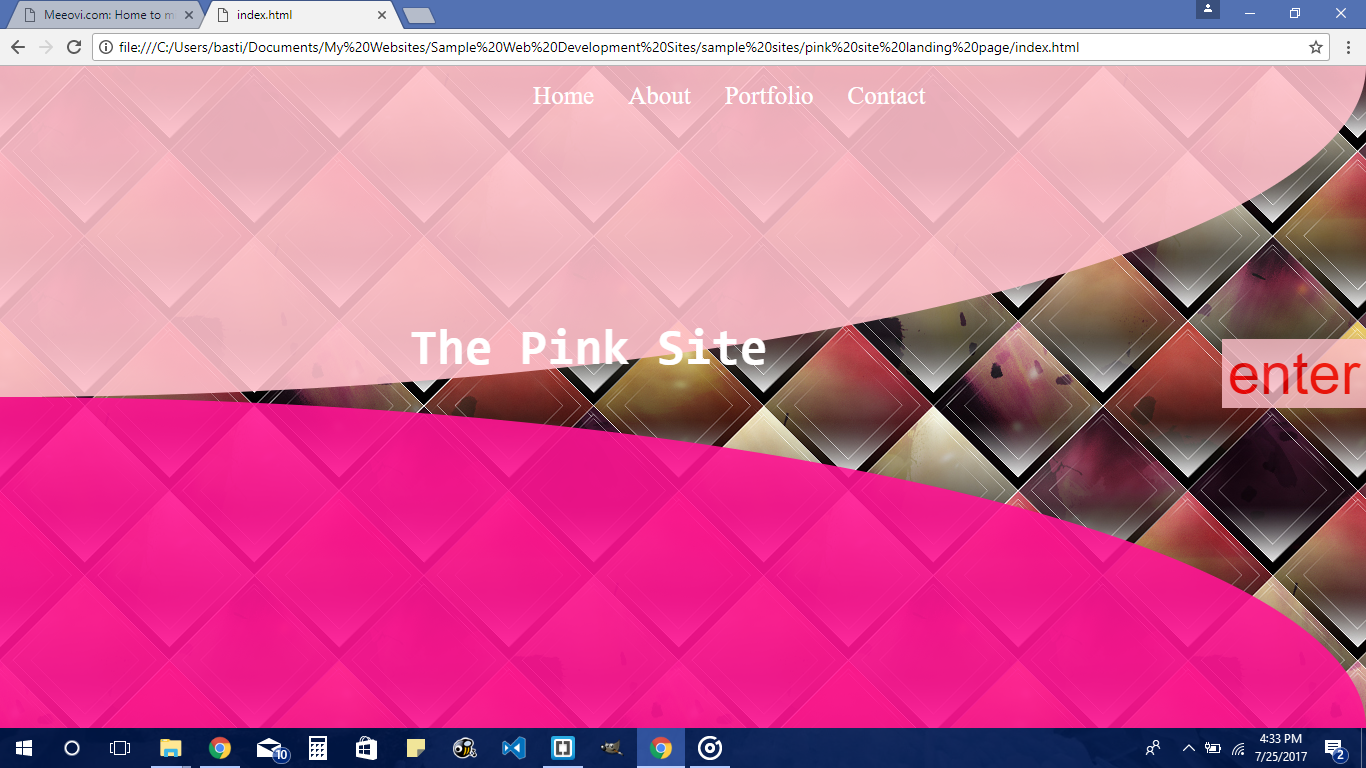 Meeovi.com: Home to m
index.html
file:///C:/Users/basti/Documents/My%20Websites/Sample%20Web%20Development%20Sites/sample%20sites/pink%20site%20landing%20page/index.html
Home About Portfolio Contact
The Pink Site
enter
10
4:33 PM
7/25/2017
2